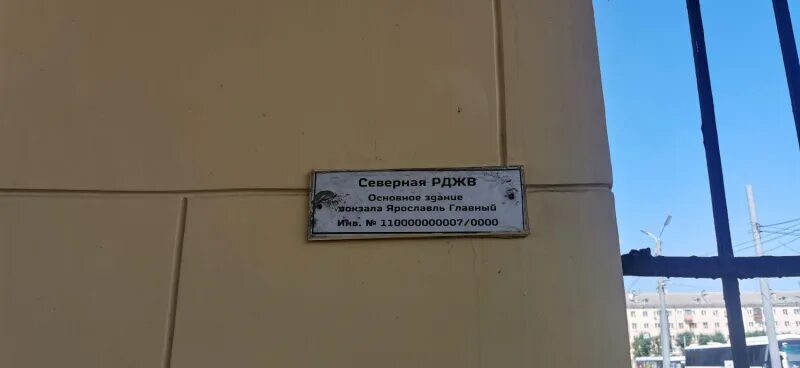 Северная РДЖВ
Основное здание
вокзала Ярославль Главный
Инв. № 110000000007/0000